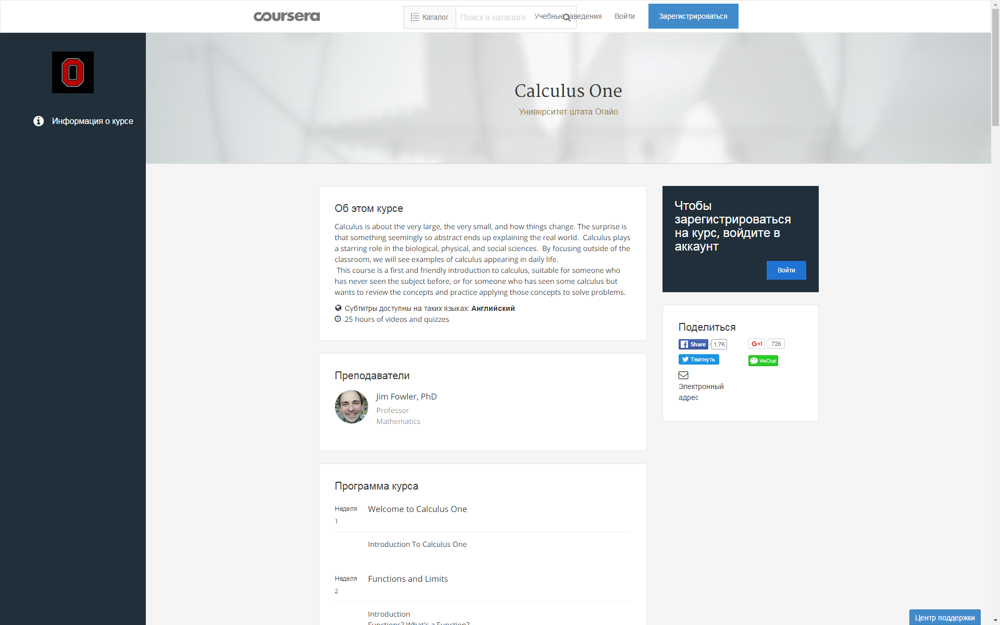 coursera
Каталог
Поиск в каталоге
Учебные заведения
Войти
Зарегистрироваться
O
Информация о курсе
Calculus One
Университет штата Огайо
Об этом курсе
Calculus is about the very large, the very small, and how things change. The surprise is
that something seemingly so abstract ends up explaining the real world.  Calculus plays
a starring role in the biological, physical, and social sciences.  By focusing outside of the
classroom, we will see examples of calculus appearing in daily life.
This course is a first and friendly introduction to calculus, suitable for someone who
has never seen the subject before, or for someone who has seen some calculus but
wants to review the concepts and practice applying those concepts to solve problems.
Субтитры доступны на таких языках: Английский
25 hours of videos and quizzes
Чтобы
зарегистрироваться
на курс, войдите в
аккаунт
Войти
Поделиться
Share 1.7K
G+1 726
Твитнуть
WeChat
Электронный
адрес
Преподаватели
Jim Fowler, PhD
Professor
Mathematics
Программа курса
Неделя
1
Welcome to Calculus One
Introduction To Calculus One
Неделя
2
Functions and Limits
Introduction
Functions? What's a Function?
Центр поддержки